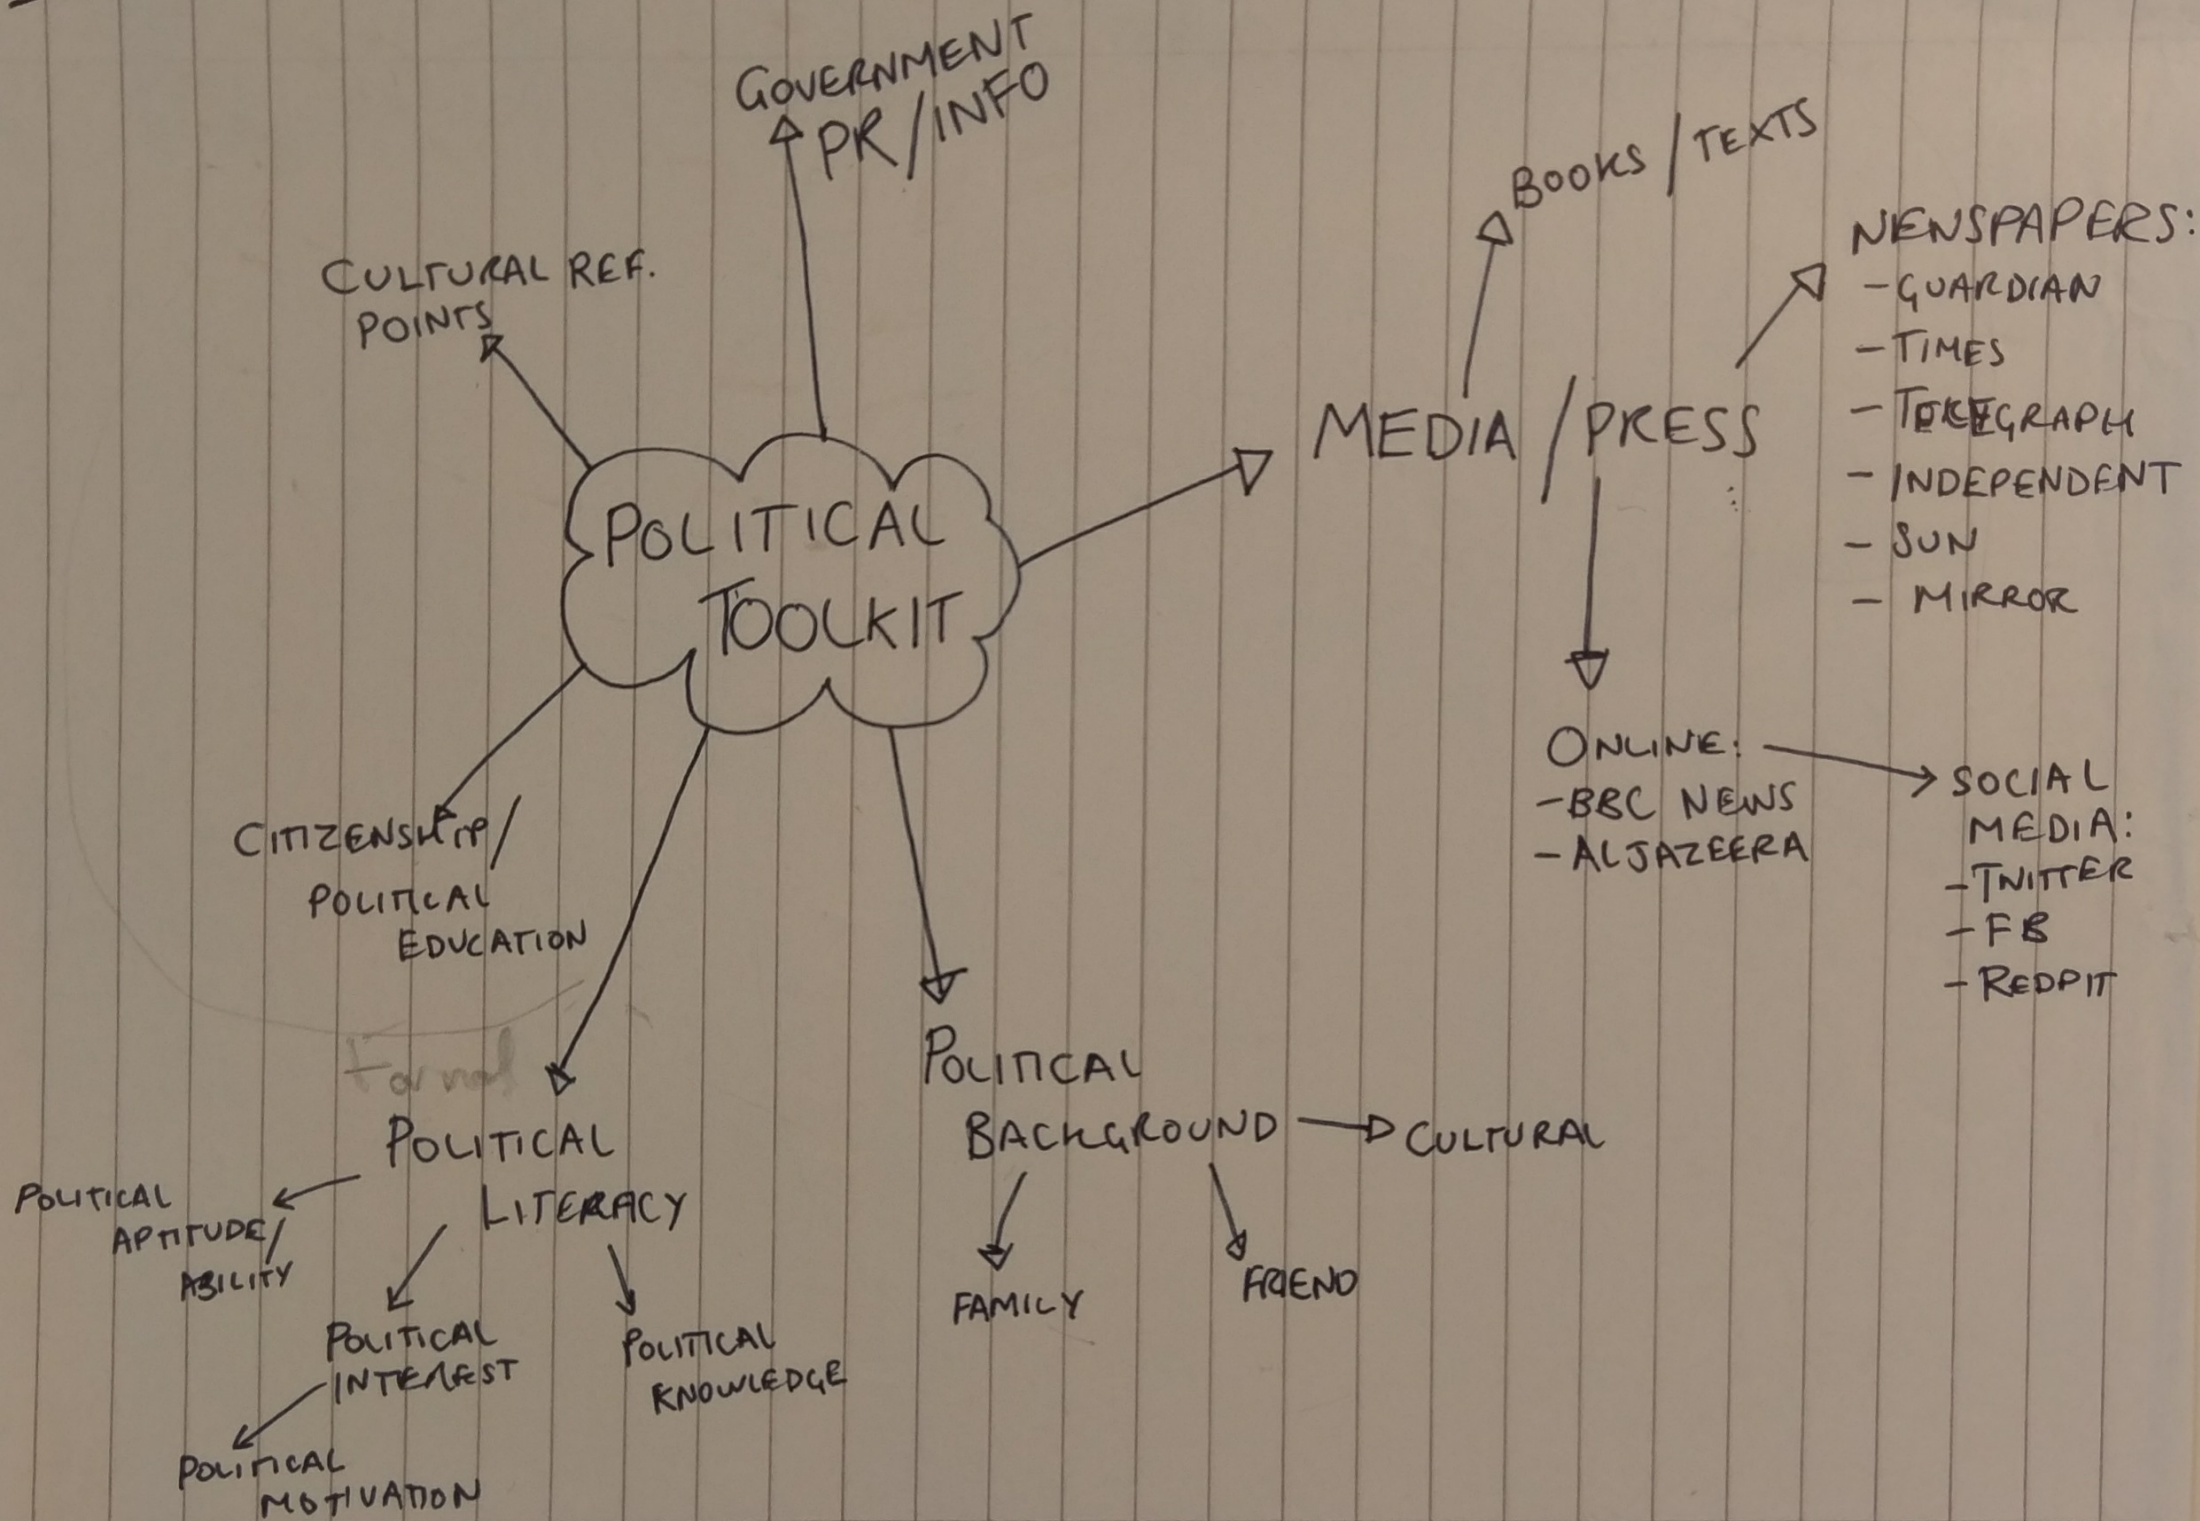 GOVERNMENT
PR/INFO
BOOKS/TEXTS
CULTURAL REF.
POINTS
NEWSPAPERS:
- GUARDIAN
- TIMES
- TELEGRAPH
- INDEPENDENT
- SUN
- MIRROR
MEDIA/PRESS
POLITICAL
TOOLKIT
ONLINE:
- BBC NEWS
- ALJAZEERA
SOCIAL
MEDIA:
- TWITTER
- FB
- REDDIT
CITIZENSHIP/
POLITICAL
EDUCATION
POLITICAL
LITERACY
POLITICAL
APTITUDE/
ABILITY
POLITICAL
INTEREST
POLITICAL
KNOWLEDGE
POLITICAL
MOTIVATION
POLITICAL
BACKGROUND
CULTURAL
FAMILY
FRIEND